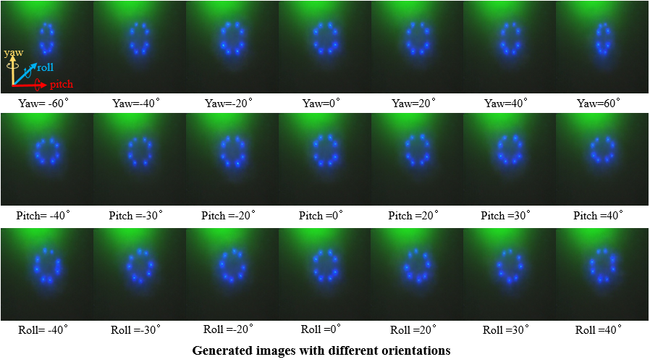 yaw
roll
pitch
Yaw= -60° Yaw= -40° Yaw= -20° Yaw=0° Yaw=20° Yaw=40° Yaw=60°
Pitch= -40° Pitch =-30° Pitch =-20° Pitch =0° Pitch =20° Pitch =30° Pitch =40°
Roll= -40° Roll =-30° Roll =-20° Roll =0° Roll =20° Roll =30° Roll =40°
Generated images with different orientations